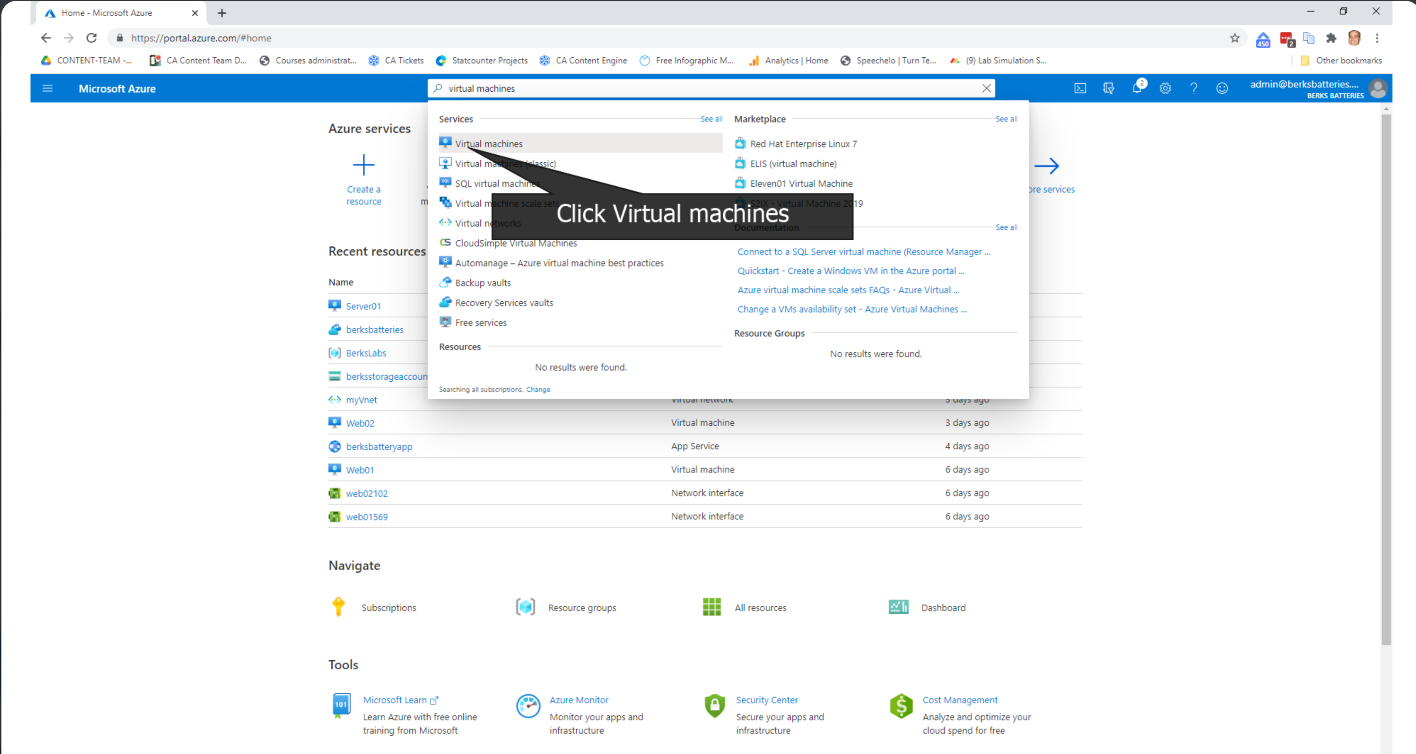 Home - Microsoft Azure
https://portal.azure.com/#home
450
2
CONTENT-TEAM -...
CA Content Team D...
Courses administrat...
CA Tickets
Statcounter Projects
CA Content Engine
Free Infographic M...
Analytics | Home
Speechelo | Turn Te...
(9) Lab Simulation S...
Other bookmarks
Microsoft Azure
virtual machines
2
admin@berksbatteries....
BERKS BATTERIES
Azure services
Create a
resource
Services
See all
Virtual machines
Virtual machines (classic)
SQL virtual machines
Virtual machine scale sets
Virtual networks
CloudSimple Virtual Machines
Automanage – Azure virtual machine best practices
Backup vaults
Recovery Services vaults
Free services
Resources
No results were found.
Searching all subscriptions. Change
Marketplace
See all
Red Hat Enterprise Linux 7
ELIS (virtual machine)
Eleven01 Virtual Machine
Virtual Machine 2019
Click Virtual machines
Documentation
See all
Connect to a SQL Server virtual machine (Resource Manager ...
Quickstart - Create a Windows VM in the Azure portal ...
Azure virtual machine scale sets FAQs - Azure Virtual ...
Change a VMs availability set - Azure Virtual Machines ...
Resource Groups
No results were found.
ore services
Recent resources
Name
Server01
berksbatteries
BerksLabs
berksstorageaccoun
myVnet Virtual network 3 days ago
Web02 Virtual machine 3 days ago
berksbatteryapp App Service 4 days ago
Web01 Virtual machine 6 days ago
web02102 Network interface 6 days ago
web01569 Network interface 6 days ago
Navigate
Subscriptions
Resource groups
All resources
Dashboard
Tools
101
Microsoft Learn
Learn Azure with free online
training from Microsoft
Azure Monitor
Monitor your apps and
infrastructure
Security Center
Secure your apps and
infrastructure
Cost Management
Analyze and optimize your
cloud spend for free